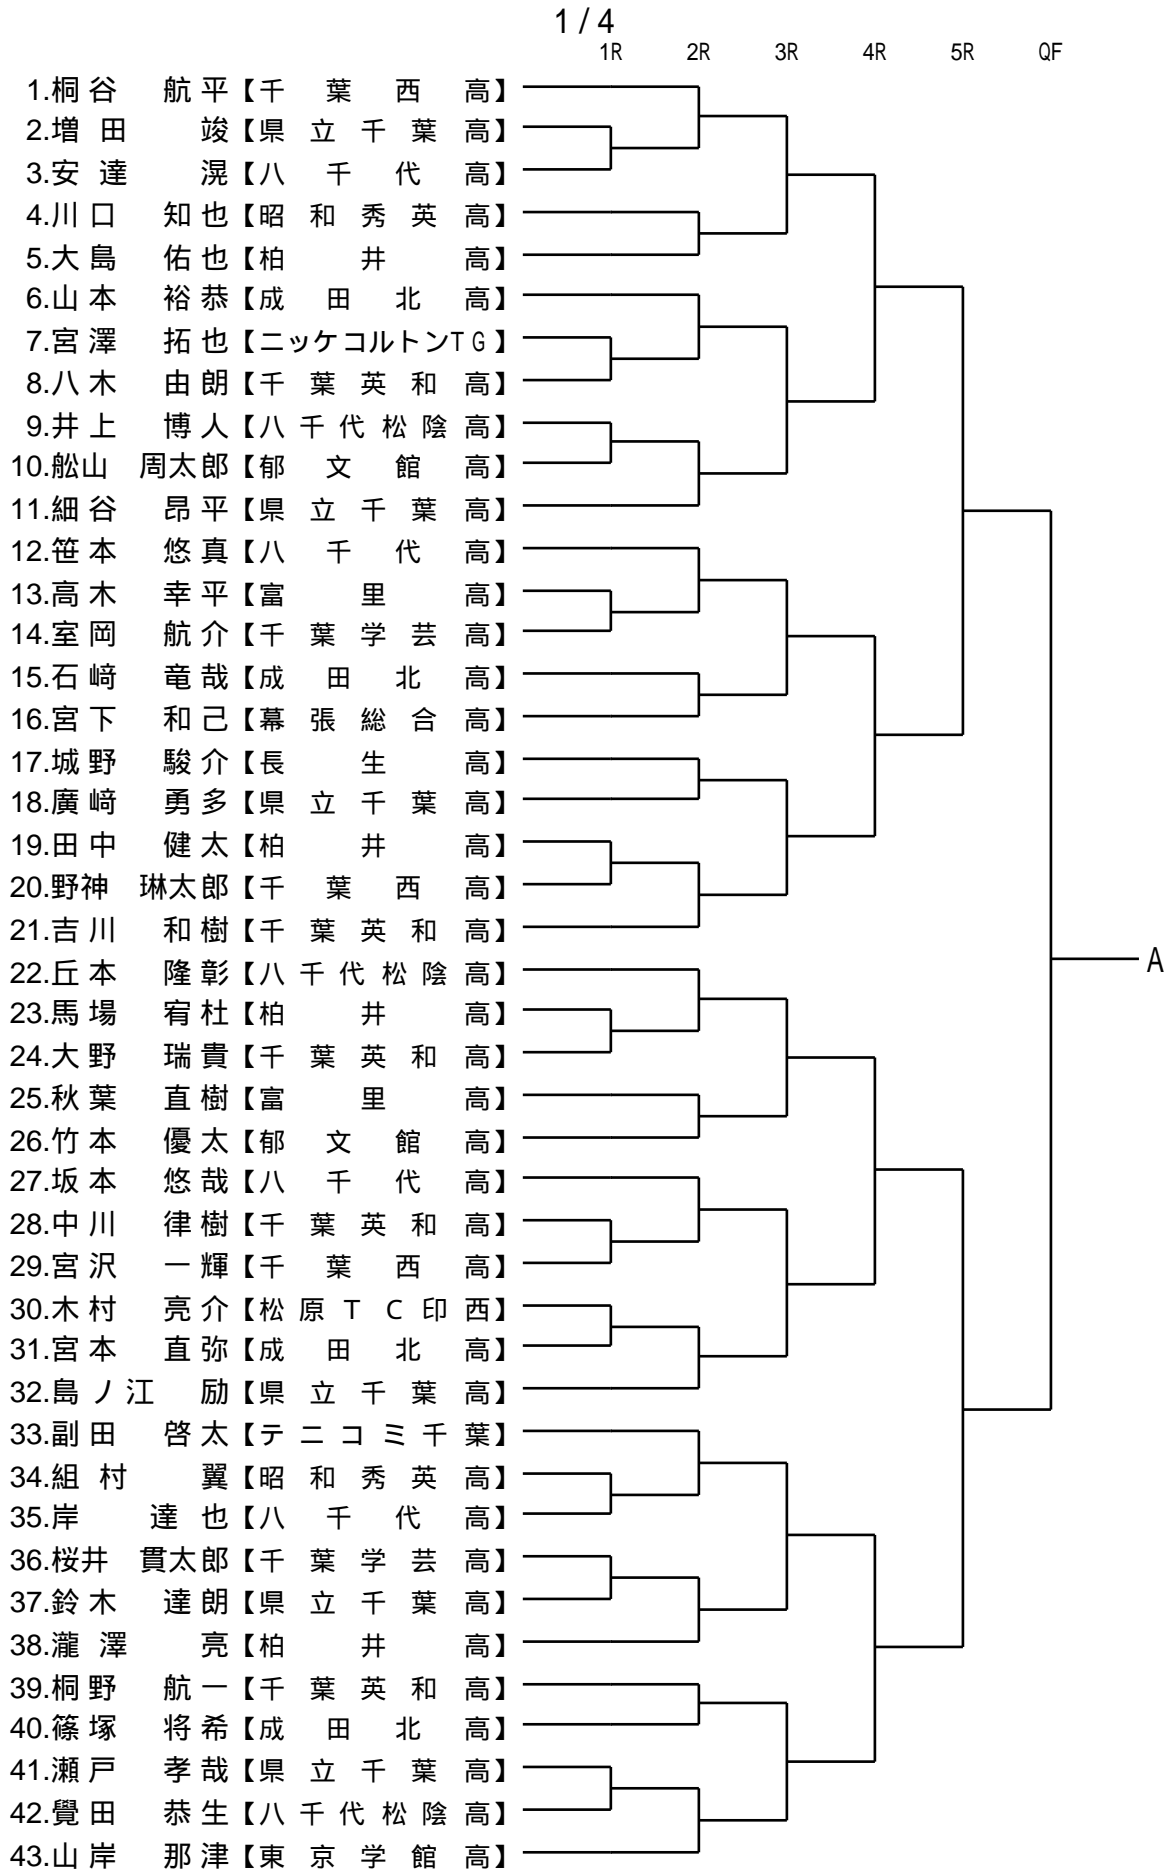 1 / 4
1R 2R 3R 4R 5R QF
1.桐谷 航平【千葉西高】
2.増田 竣【県立千葉高】
3.安達 滉【八千代高】
4.川口 知也【昭和秀英高】
5.大島 佑也【柏井高】
6.山本 裕恭【成田北高】
7.宮澤 拓也【ニッケコルトンTG】
8.八木 由朗【千葉英和高】
9.井上 博人【八千代松陰高】
10.舩山 周太郎【郁文館高】
11.細谷 昂平【県立千葉高】
12.笹本 悠真【八千代高】
13.高木 幸平【富里高】
14.室岡 航介【千葉学芸高】
15.石﨑 竜哉【成田北高】
16.宮下 和己【幕張総合高】
17.城野 駿介【長生高】
18.廣﨑 勇多【県立千葉高】
19.田中 健太【柏井高】
20.野神 琳太郎【千葉西高】
21.吉川 和樹【千葉英和高】
A
22.丘本 隆彰【八千代松陰高】
23.馬場 宥杜【柏井高】
24.大野 瑞貴【千葉英和高】
25.秋葉 直樹【富里高】
26.竹本 優太【郁文館高】
27.坂本 悠哉【八千代高】
28.中川 律樹【千葉英和高】
29.宮沢 一輝【千葉西高】
30.木村 亮介【松原TC印西】
31.宮本 直弥【成田北高】
32.島ノ江 励【県立千葉高】
33.副田 啓太【テニコミ千葉】
34.組村 翼【昭和秀英高】
35.岸 達也【八千代高】
36.桜井 貫太郎【千葉学芸高】
37.鈴木 達朗【県立千葉高】
38.瀧澤 亮【柏井高】
39.桐野 航一【千葉英和高】
40.篠塚 将希【成田北高】
41.瀬戸 孝哉【県立千葉高】
42.覺田 恭生【八千代松陰高】
43.山岸 那津【東京学館高】